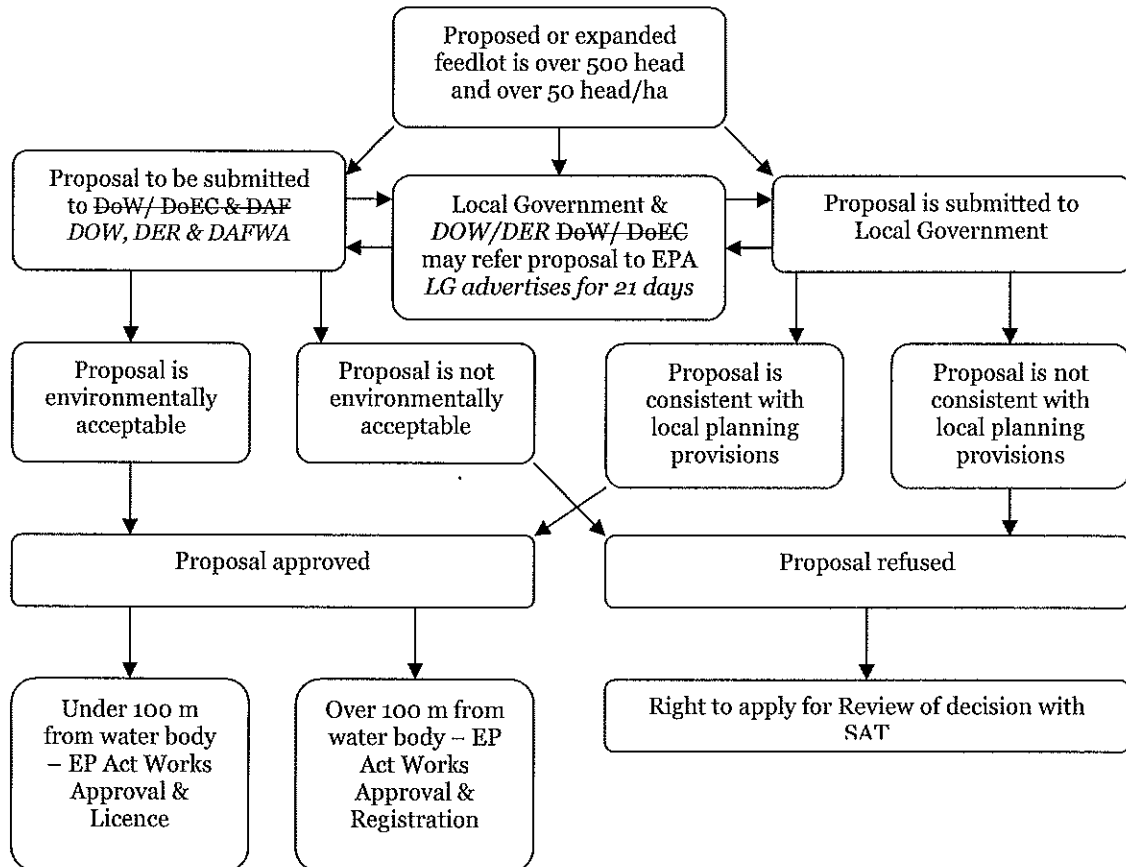 Proposed or expanded
feedlot is over 500 head
and over 50 head/ha
Proposal to be submitted
to DoW/ DoEC & DAF
DOW, DER & DAFWA
Local Government &
DOW/DER DoW/ DoEC
may refer proposal to EPA
LG advertises for 21 days
Proposal is submitted to
Local Government
Proposal is
environmentally
acceptable
Proposal is not
environmentally
acceptable
Proposal is
consistent with
local planning
provisions
Proposal is not
consistent with
local planning
provisions
Proposal approved
Proposal refused
Under 100 m
from water body
– EP Act Works
Approval &
Licence
Over 100 m from
water body – EP
Act Works
Approval &
Registration
Right to apply for Review of decision with
SAT